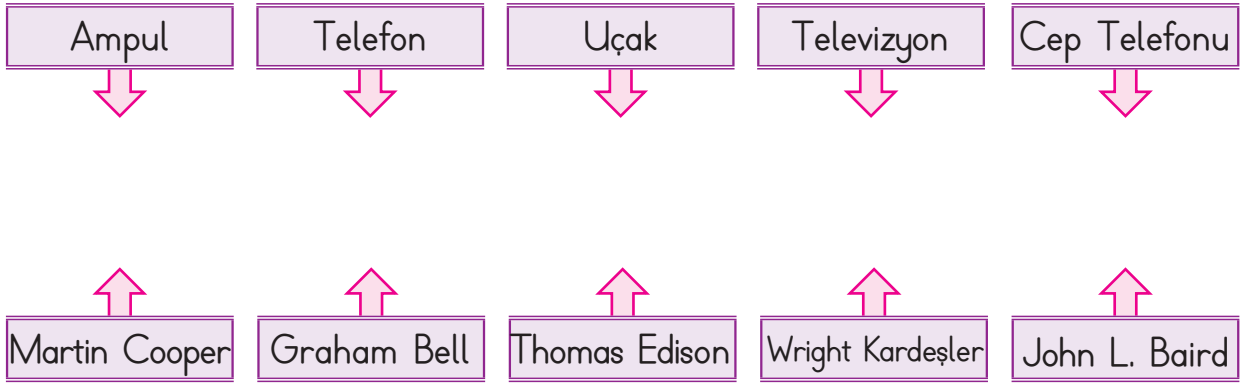 Ampul
Telefon
Uçak
Televizyon
Cep Telefonu
Martin Cooper
Graham Bell
Thomas Edison
Wright Kardeşler
John L. Baird